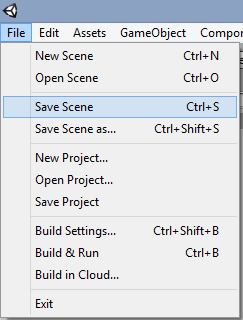 File Edit Assets GameObject Component
New Scene Ctrl+N
Open Scene Ctrl+O
Save Scene Ctrl+S
Save Scene as... Ctrl+Shift+S
New Project...
Open Project...
Save Project
Build Settings... Ctrl+Shift+B
Build & Run Ctrl+B
Build in Cloud...
Exit